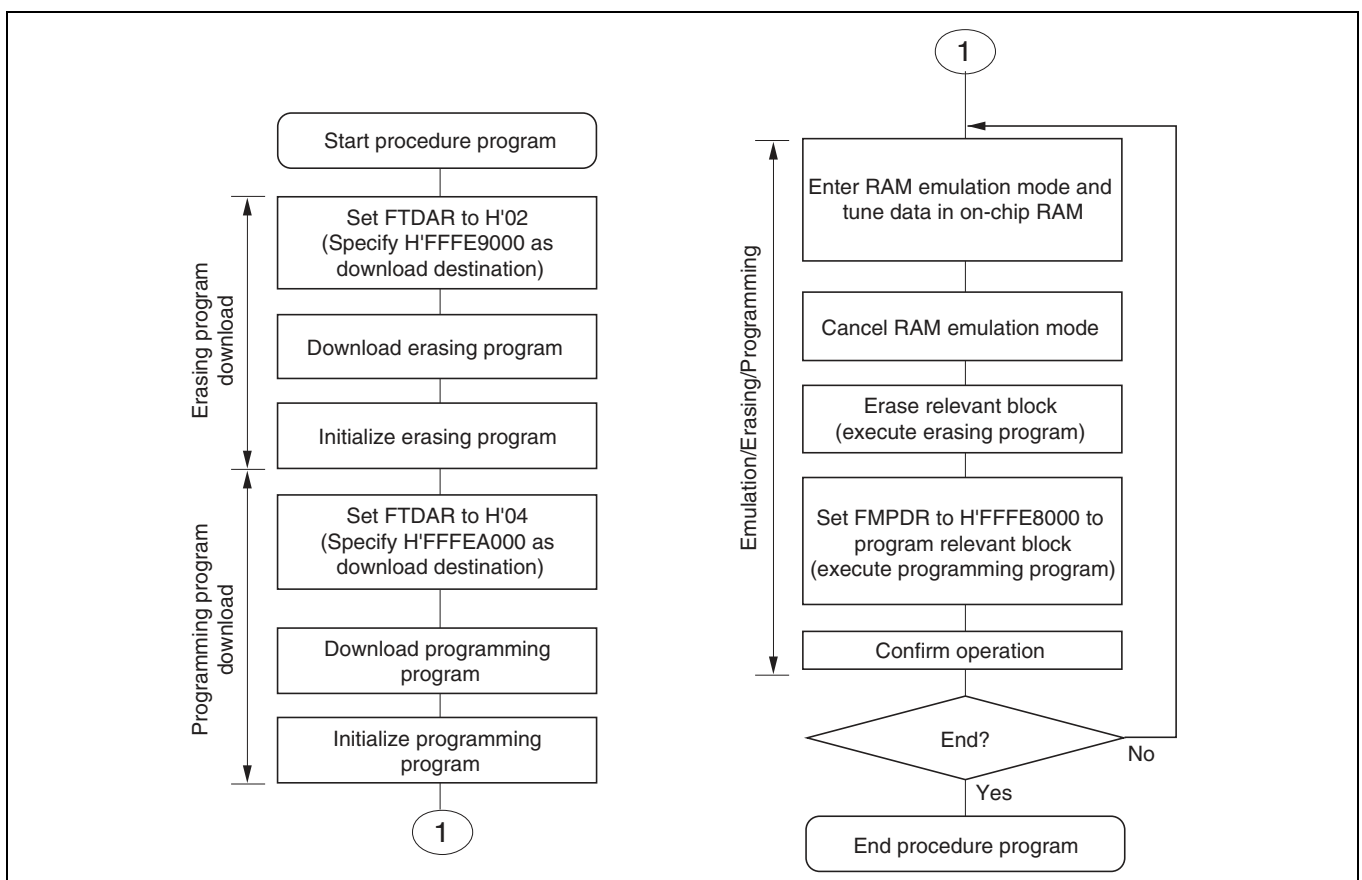 Start procedure program
Erasing program
download
Set FTDAR to H'02
(Specify H'FFFE9000 as
download destination)
Download erasing program
Initialize erasing program
Programming program
download
Set FTDAR to H'04
(Specify H'FFFEA000 as
download destination)
Download programming
program
Initialize programming
program
1
1
Emulation/Erasing/Programming
Enter RAM emulation mode and
tune data in on-chip RAM
Cancel RAM emulation mode
Erase relevant block
(execute erasing program)
Set FMPDR to H'FFFE8000 to
program relevant block
(execute programming program)
Confirm operation
End?
No
Yes
End procedure program